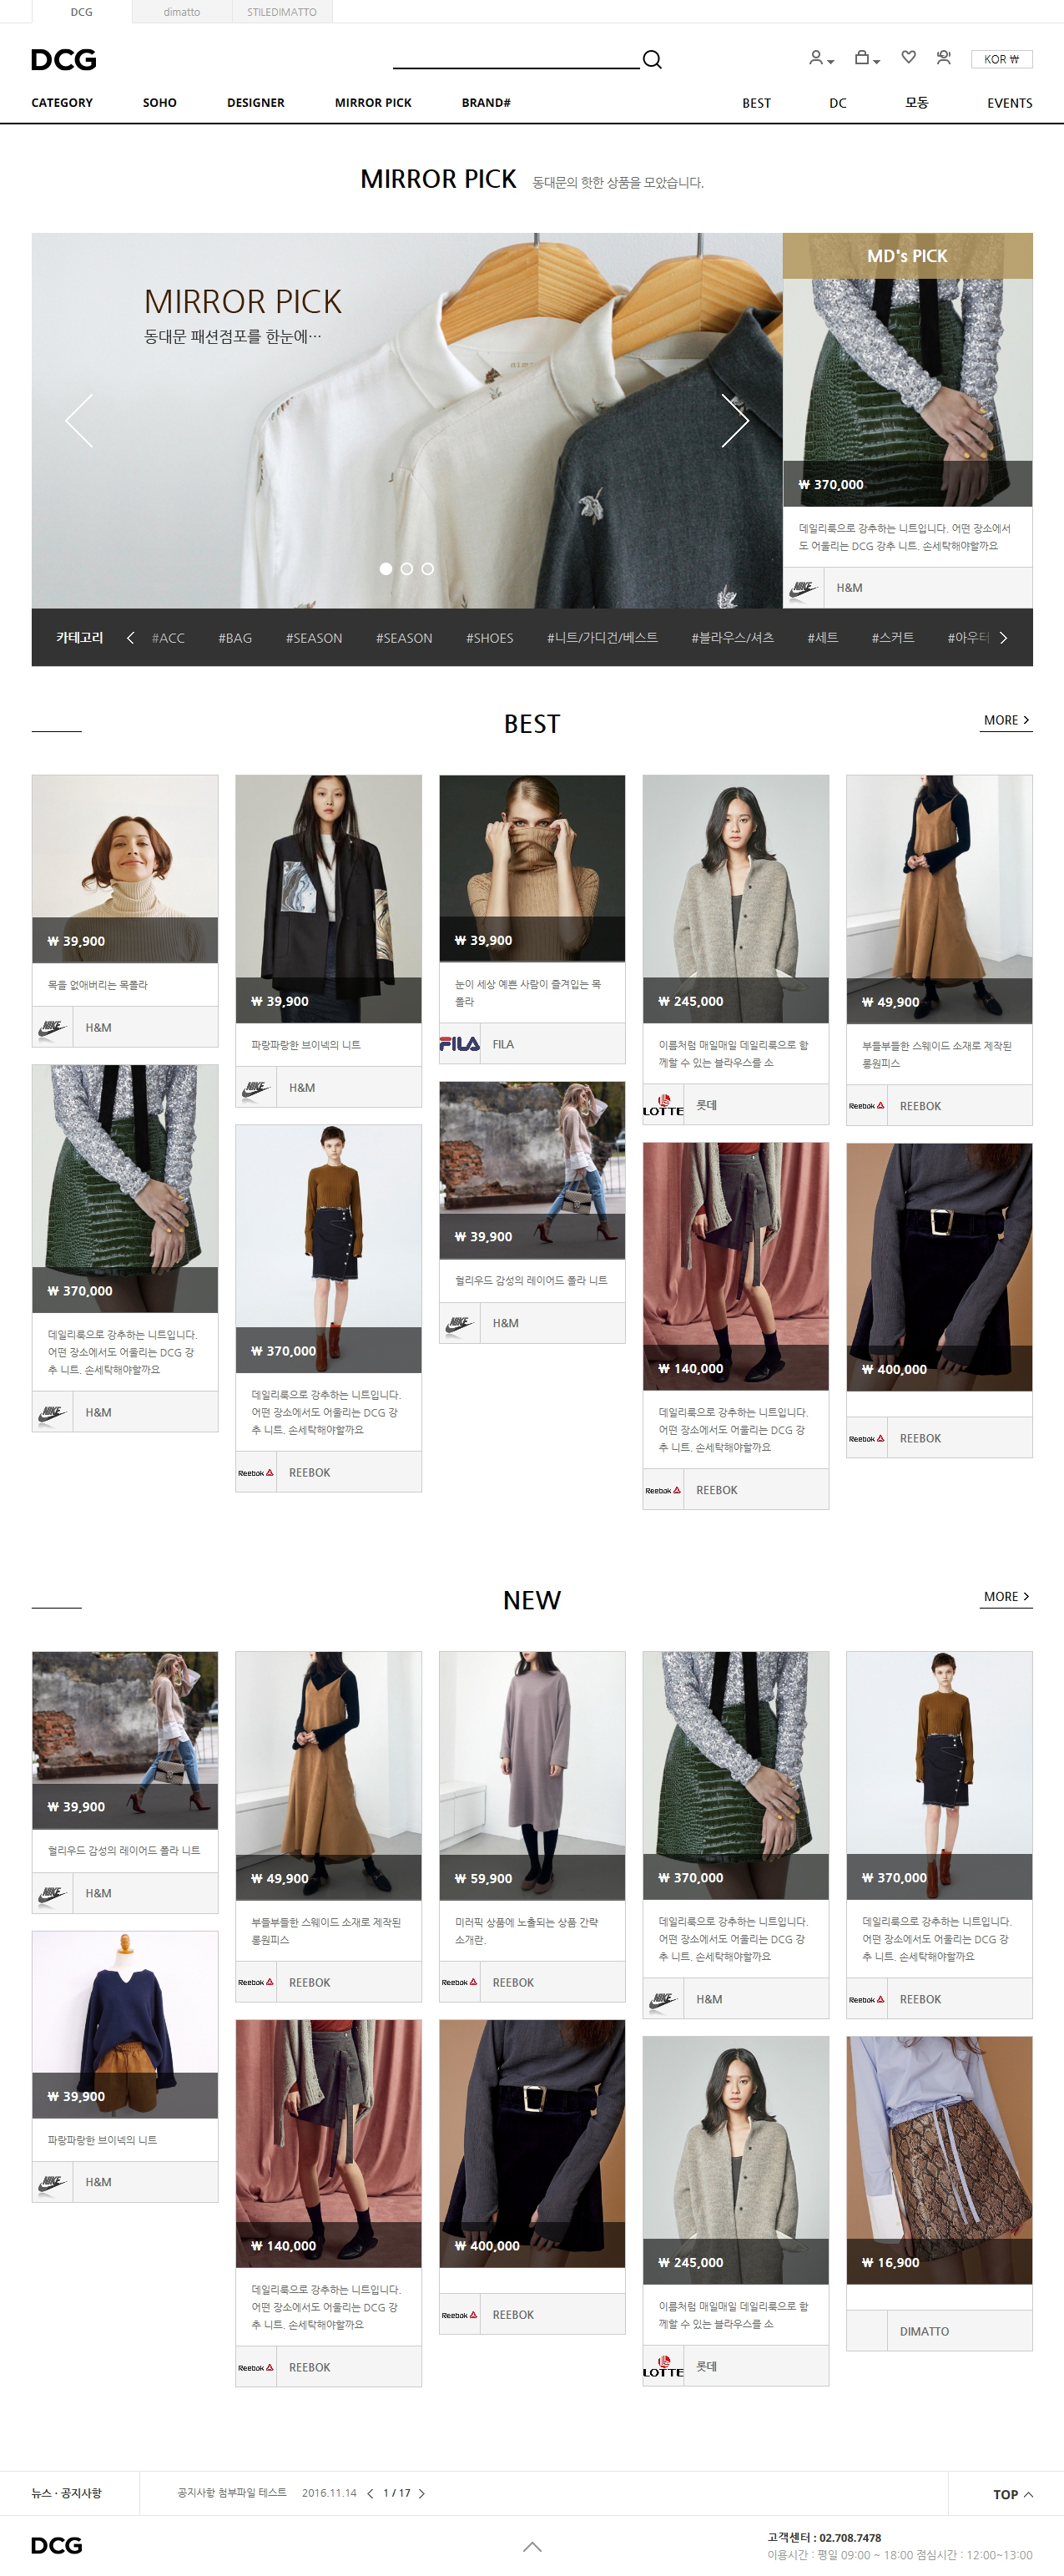 DCG
dimatto
STILEDIMATTO
DCG
KOR ₩
CATEGORY
SOHO
DESIGNER
MIRROR PICK
BRAND#
BEST
DC
모동
EVENTS
MIRROR PICK
동대문의 핫한 상품을 모았습니다.
MIRROR PICK
동대문 패션점포를 한눈에…
MD's PICK
₩ 370,000
데일리룩으로 강추하는 니트입니다. 어떤 장소에서
도 어울리는 DCG 강추 니트. 손세탁해야할까요
NIKE
H&M
카테고리
#ACC
#BAG
#SEASON
#SEASON
#SHOES
#니트/가디건/베스트
#블라우스/셔츠
#세트
#스커트
#아우터
BEST
MORE
₩ 39,900
목을 없애버리는 목폴라
NIKE
H&M
₩ 370,000
데일리룩으로 강추하는 니트입니다.
어떤 장소에서도 어울리는 DCG 강
추 니트. 손세탁해야할까요
NIKE
H&M
₩ 39,900
파랑파랑한 브이넥의 니트
NIKE
H&M
₩ 370,000
데일리룩으로 강추하는 니트입니다.
어떤 장소에서도 어울리는 DCG 강
추 니트. 손세탁해야할까요
Reebok
REEBOK
₩ 39,900
눈이 세상 예쁜 사람이 즐겨입는 목
폴라
FILA
FILA
₩ 39,900
헐리우드 감성의 레이어드 폴라 니트
NIKE
H&M
₩ 245,000
이름처럼 매일매일 데일리룩으로 함
께할 수 있는 블라우스를 소
LOTTE
롯데
₩ 140,000
데일리룩으로 강추하는 니트입니다.
어떤 장소에서도 어울리는 DCG 강
추 니트. 손세탁해야할까요
Reebok
REEBOK
₩ 49,900
부들부들한 스웨이드 소재로 제작된
롱원피스
Reebok
REEBOK
₩ 400,000
Reebok
REEBOK
NEW
MORE
₩ 39,900
헐리우드 감성의 레이어드 폴라 니트
NIKE
H&M
₩ 39,900
파랑파랑한 브이넥의 니트
NIKE
H&M
₩ 49,900
부들부들한 스웨이드 소재로 제작된
롱원피스
Reebok
REEBOK
₩ 140,000
데일리룩으로 강추하는 니트입니다.
어떤 장소에서도 어울리는 DCG 강
추 니트. 손세탁해야할까요
Reebok
REEBOK
₩ 59,900
미러픽 상품에 노출되는 상품 간략
소개란.
Reebok
REEBOK
₩ 400,000
Reebok
REEBOK
₩ 370,000
데일리룩으로 강추하는 니트입니다.
어떤 장소에서도 어울리는 DCG 강
추 니트. 손세탁해야할까요
NIKE
H&M
₩ 245,000
이름처럼 매일매일 데일리룩으로 함
께할 수 있는 블라우스를 소
LOTTE
롯데
₩ 370,000
데일리룩으로 강추하는 니트입니다.
어떤 장소에서도 어울리는 DCG 강
추 니트. 손세탁해야할까요
Reebok
REEBOK
₩ 16,900
DIMATTO
뉴스 · 공지사항
공지사항 첨부파일 테스트
2016.11.14
1 / 17
TOP
DCG
고객센터 : 02.708.7478
이용시간 : 평일 09:00 ~ 18:00 점심시간 : 12:00~13:00